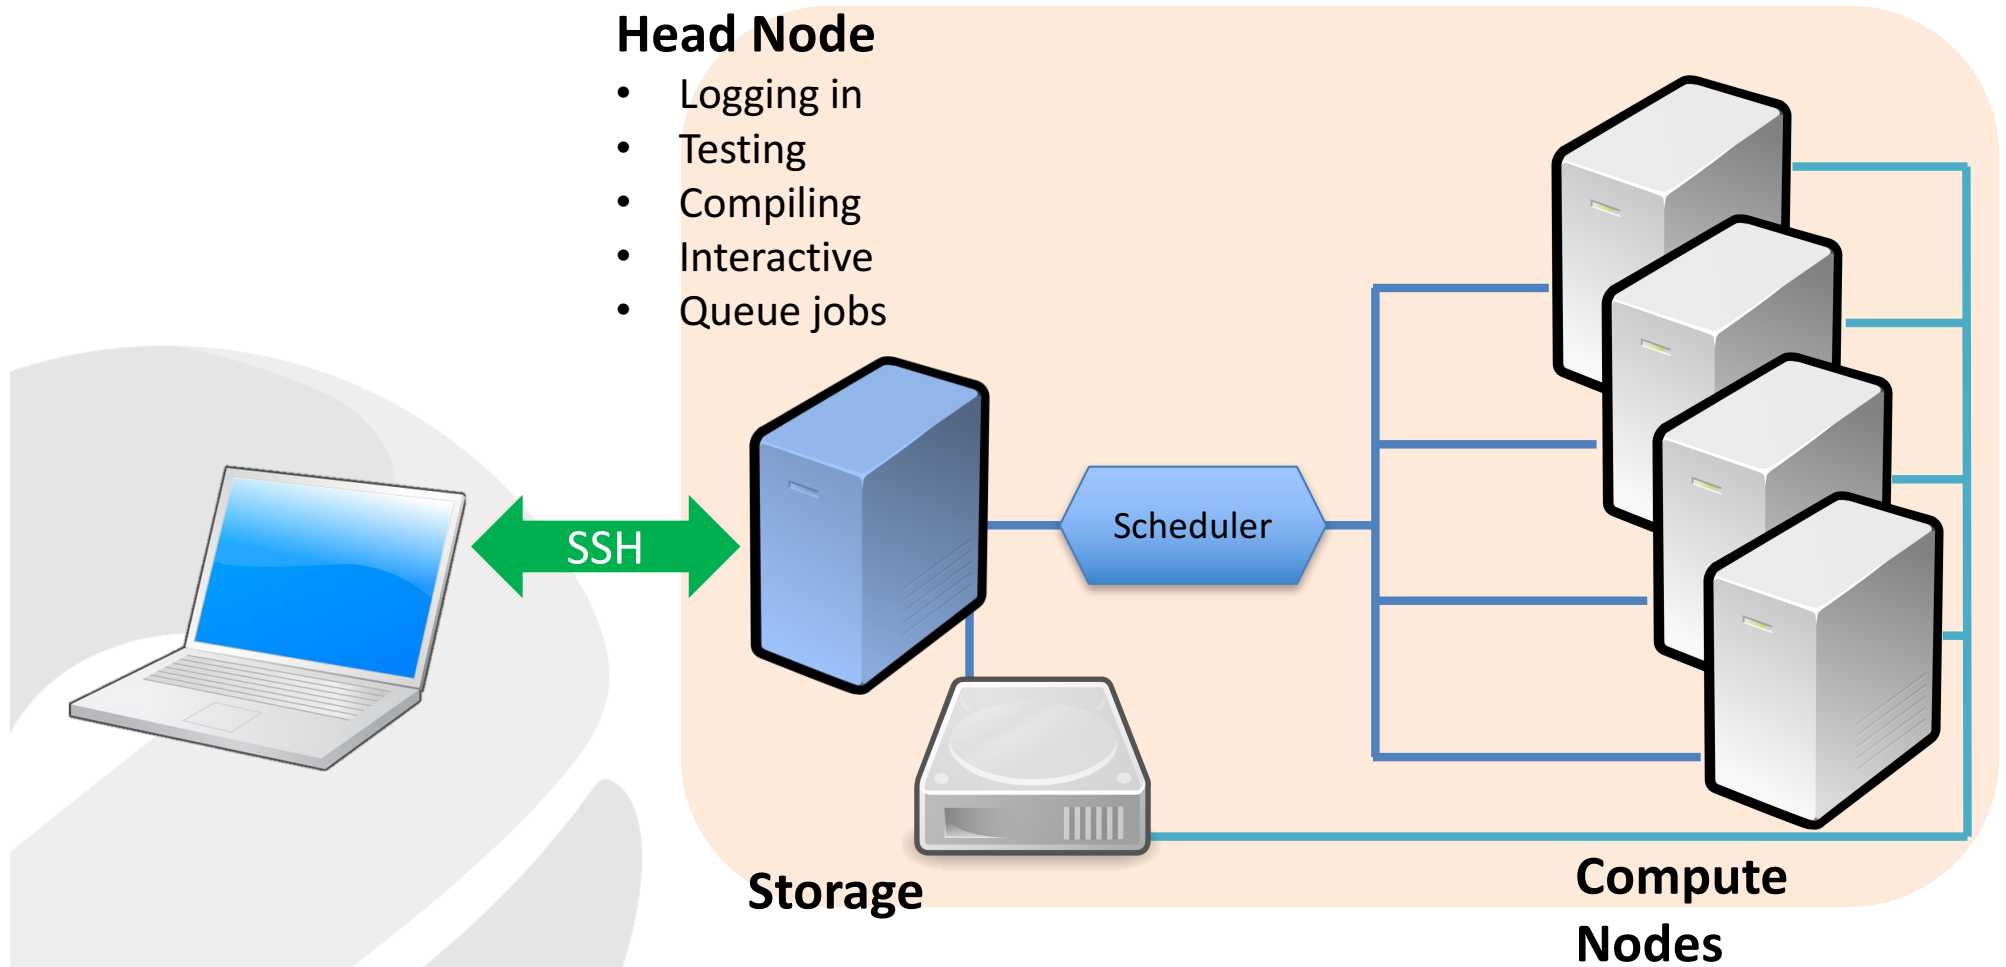 Head Node
• Logging in
• Testing
• Compiling
• Interactive
• Queue jobs
SSH
Scheduler
Storage
Compute
Nodes